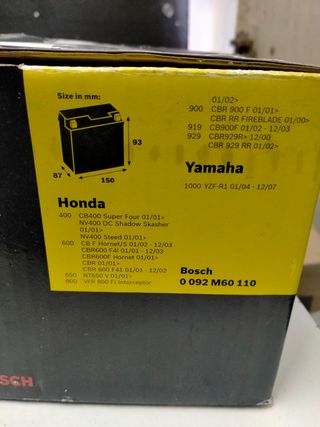 Size in mm:
93
87
150
Honda
400 CB400 Super Four 01/01>
NV400 DC Shadow Skasher
01/01>
NV400 Steed 01/01>
600 CB F Hornet/S 01/02 - 12/03
CBR600 F4i 01/01 - 12/03
CBR600F Hornet 01/01>
CBR 01/01>
CBR 600 F41 01/01 - 12/02
650 NT650 V 01/01>
800 VFR 800 FI Interceptor
01/02>
900 CBR 900 F 01/01>
CBR RR FIREBLADE 01/00>
919 CB900F 01/02 - 12/03
929 CBR929R> 12/00
CBR 929 RR 01/02>
Yamaha
1000 YZF-R1 01/04 - 12/07
Bosch
0 092 M60 110
SCH